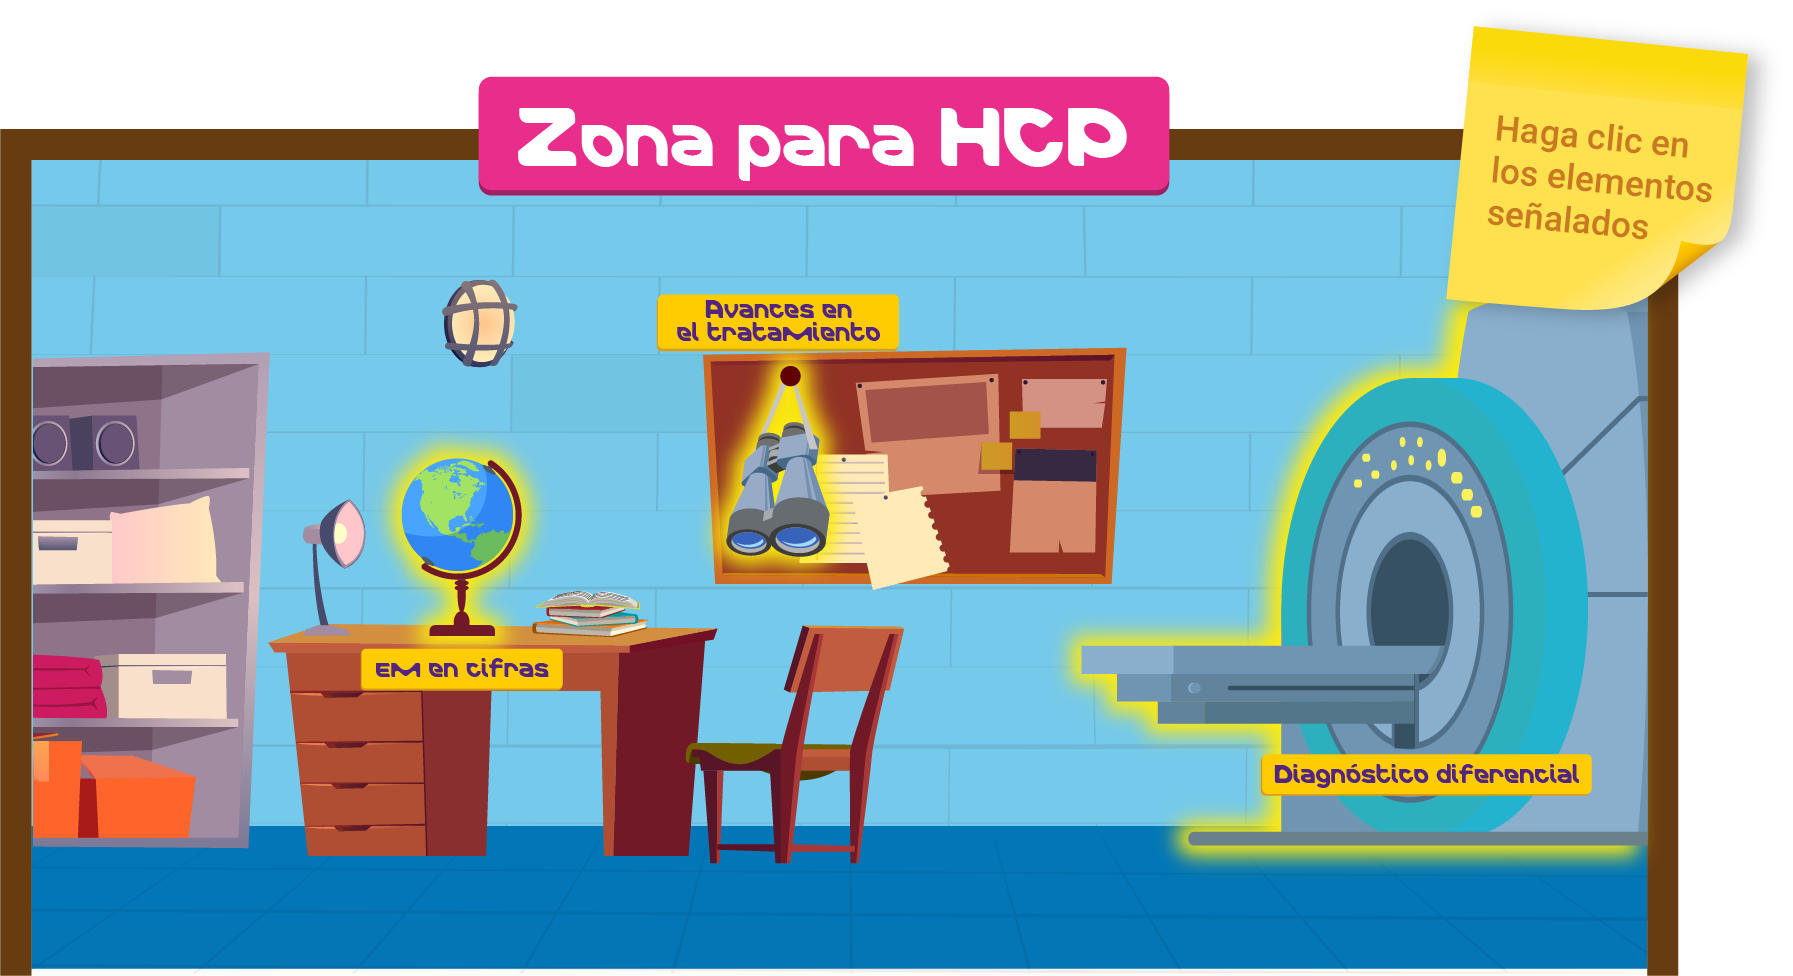 Zona para HCP
Haga clic en
los elementos
señalados
Avances en
el tratamiento
EM en cifras
Diagnóstico diferencial